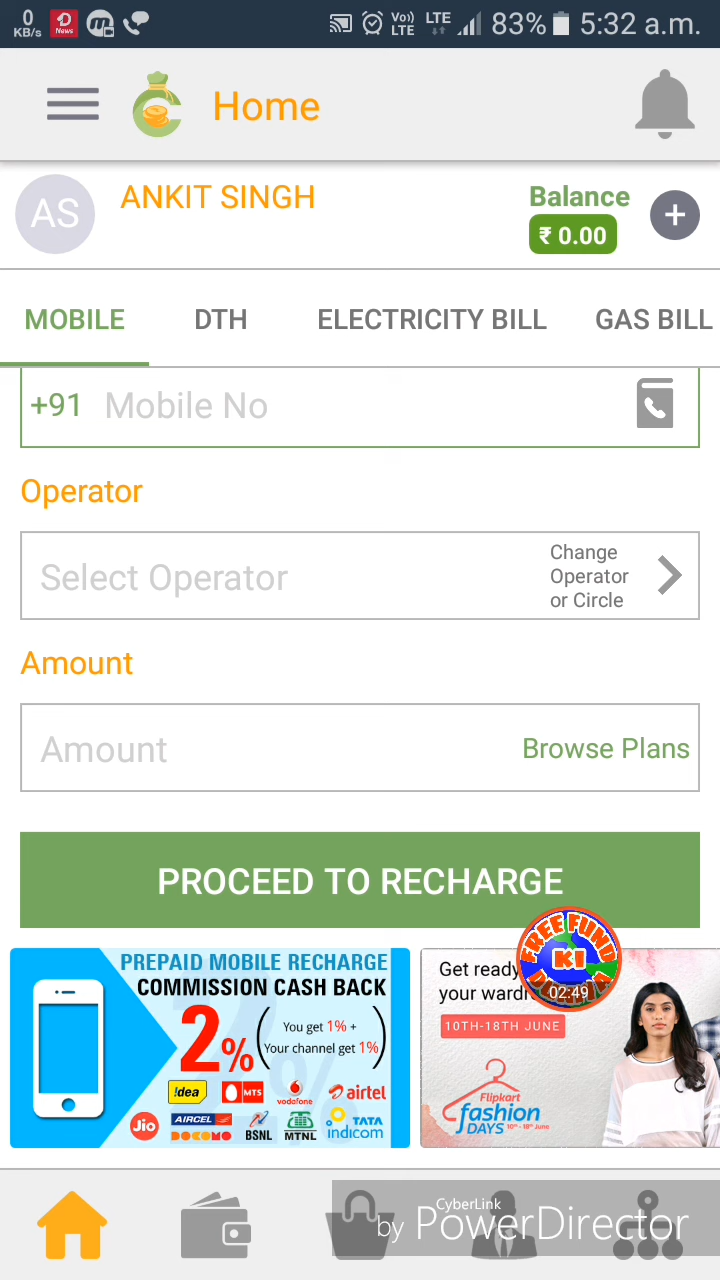 0
KB/s
News
Vo))
LTE
LTE
83%
5:32 a.m.
Home
AS
ANKIT SINGH
Balance
₹ 0.00
+
MOBILE
DTH
ELECTRICITY BILL
GAS BILL
+91
Mobile No
Operator
Select Operator
Change
Operator
or Circle
Amount
Amount
Browse Plans
PROCEED TO RECHARGE
PREPAID MOBILE RECHARGE
COMMISSION CASH BACK
2%
You get 1% +
Your channel get 1%
!dea
MTS
vodafone
airtel
Jio
AIRCEL
DOCOMO
BSNL
MTNL
TATA
indicom
Get ready
your wardr
FREE FUND
KI
02:49
10TH-18TH JUNE
Flipkart
fashion
DAYS
10th - 18th June
CyberLink
by PowerDirector